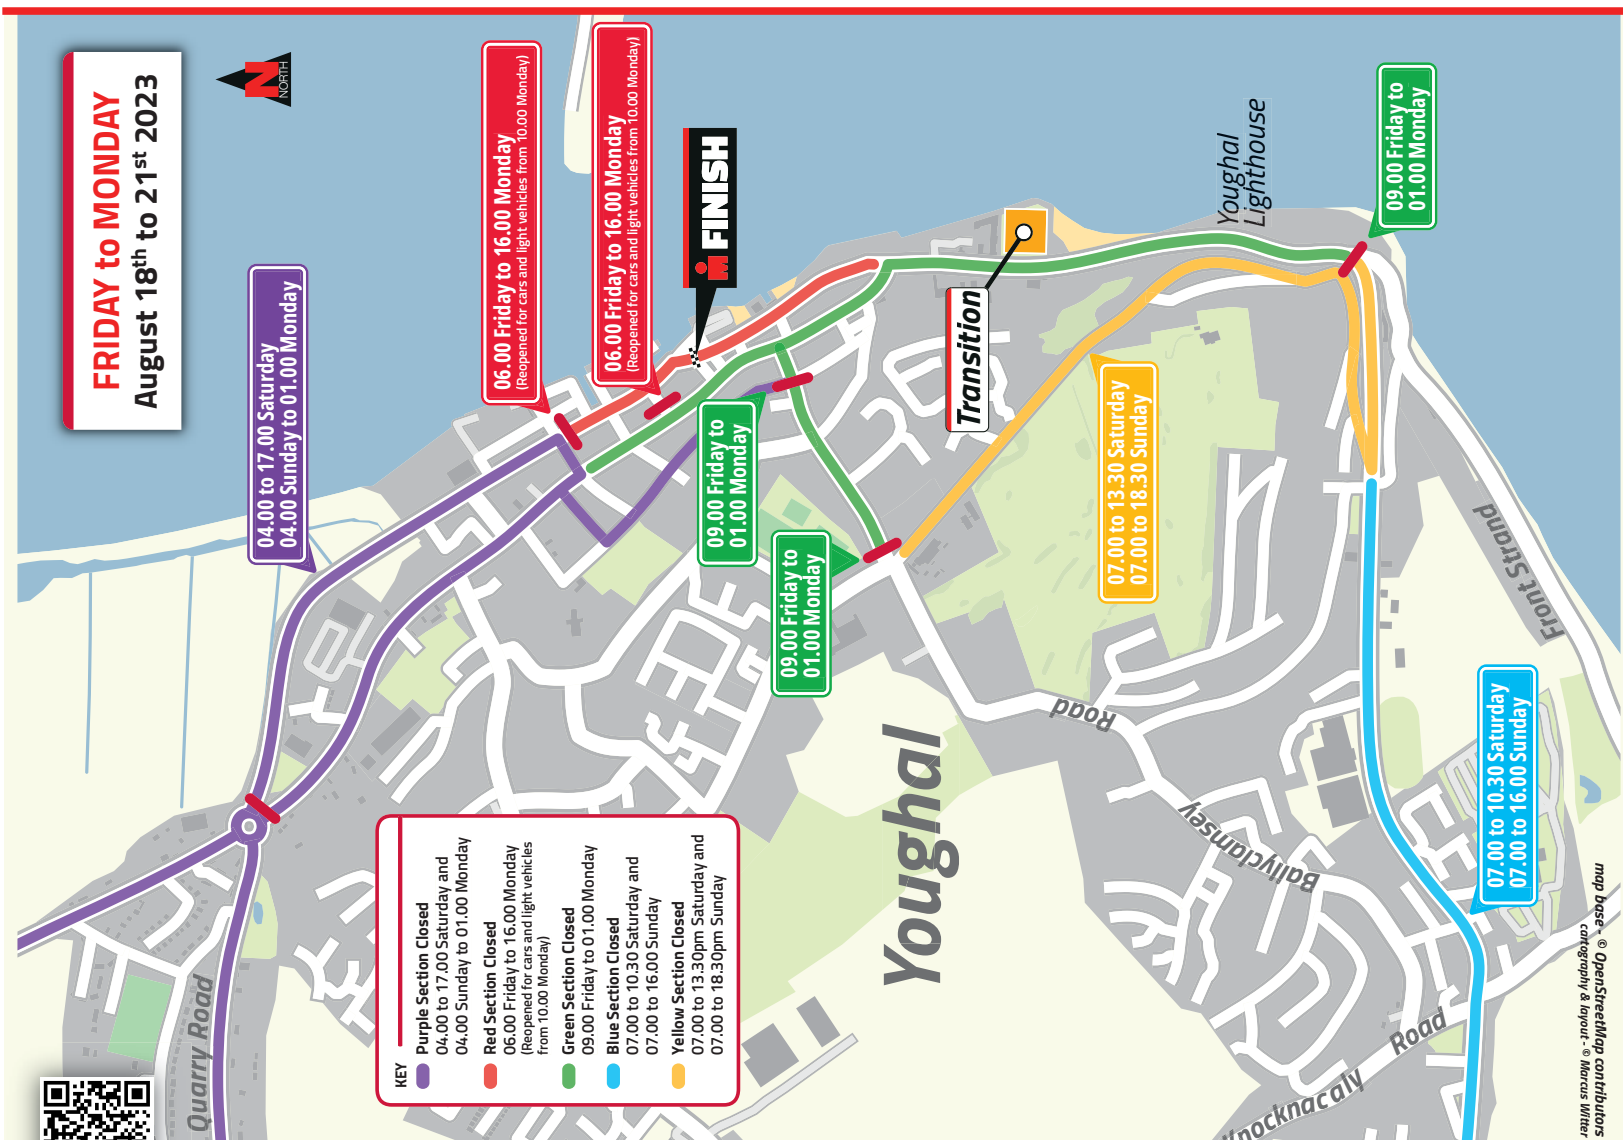 FRIDAY to MONDAY
August 18th to 21st 2023
N
NORTH
04.00 to 17.00 Saturday
04.00 Sunday to 01.00 Monday
06.00 Friday to 16.00 Monday
(Reopened for cars and light vehicles from 10.00 Monday)
06.00 Friday to 16.00 Monday
(Reopened for cars and light vehicles from 10.00 Monday)
FINISH
Transition
Youghal
Lighthouse
09.00 Friday to
01.00 Monday
09.00 Friday to
01.00 Monday
09.00 Friday to
01.00 Monday
07.00 to 13.30 Saturday
07.00 to 18.30 Sunday
07.00 to 10.30 Saturday
07.00 to 16.00 Sunday
Front Strand
Youghal
Road
Ballyclamsey
Road
Knocknacaly
Quarry Road
KEY
Purple Section Closed
04.00 to 17.00 Saturday and
04.00 Sunday to 01.00 Monday
Red Section Closed
06.00 Friday to 16.00 Monday
(Reopened for cars and light vehicles
from 10.00 Monday)
Green Section Closed
09.00 Friday to 01.00 Monday
Blue Section Closed
07.00 to 10.30 Saturday and
07.00 to 16.00 Sunday
Yellow Section Closed
07.00 to 13.30pm Saturday and
07.00 to 18.30pm Sunday
map base - © OpenStreetMap contributors
cartography & layout - © Marcus Witter